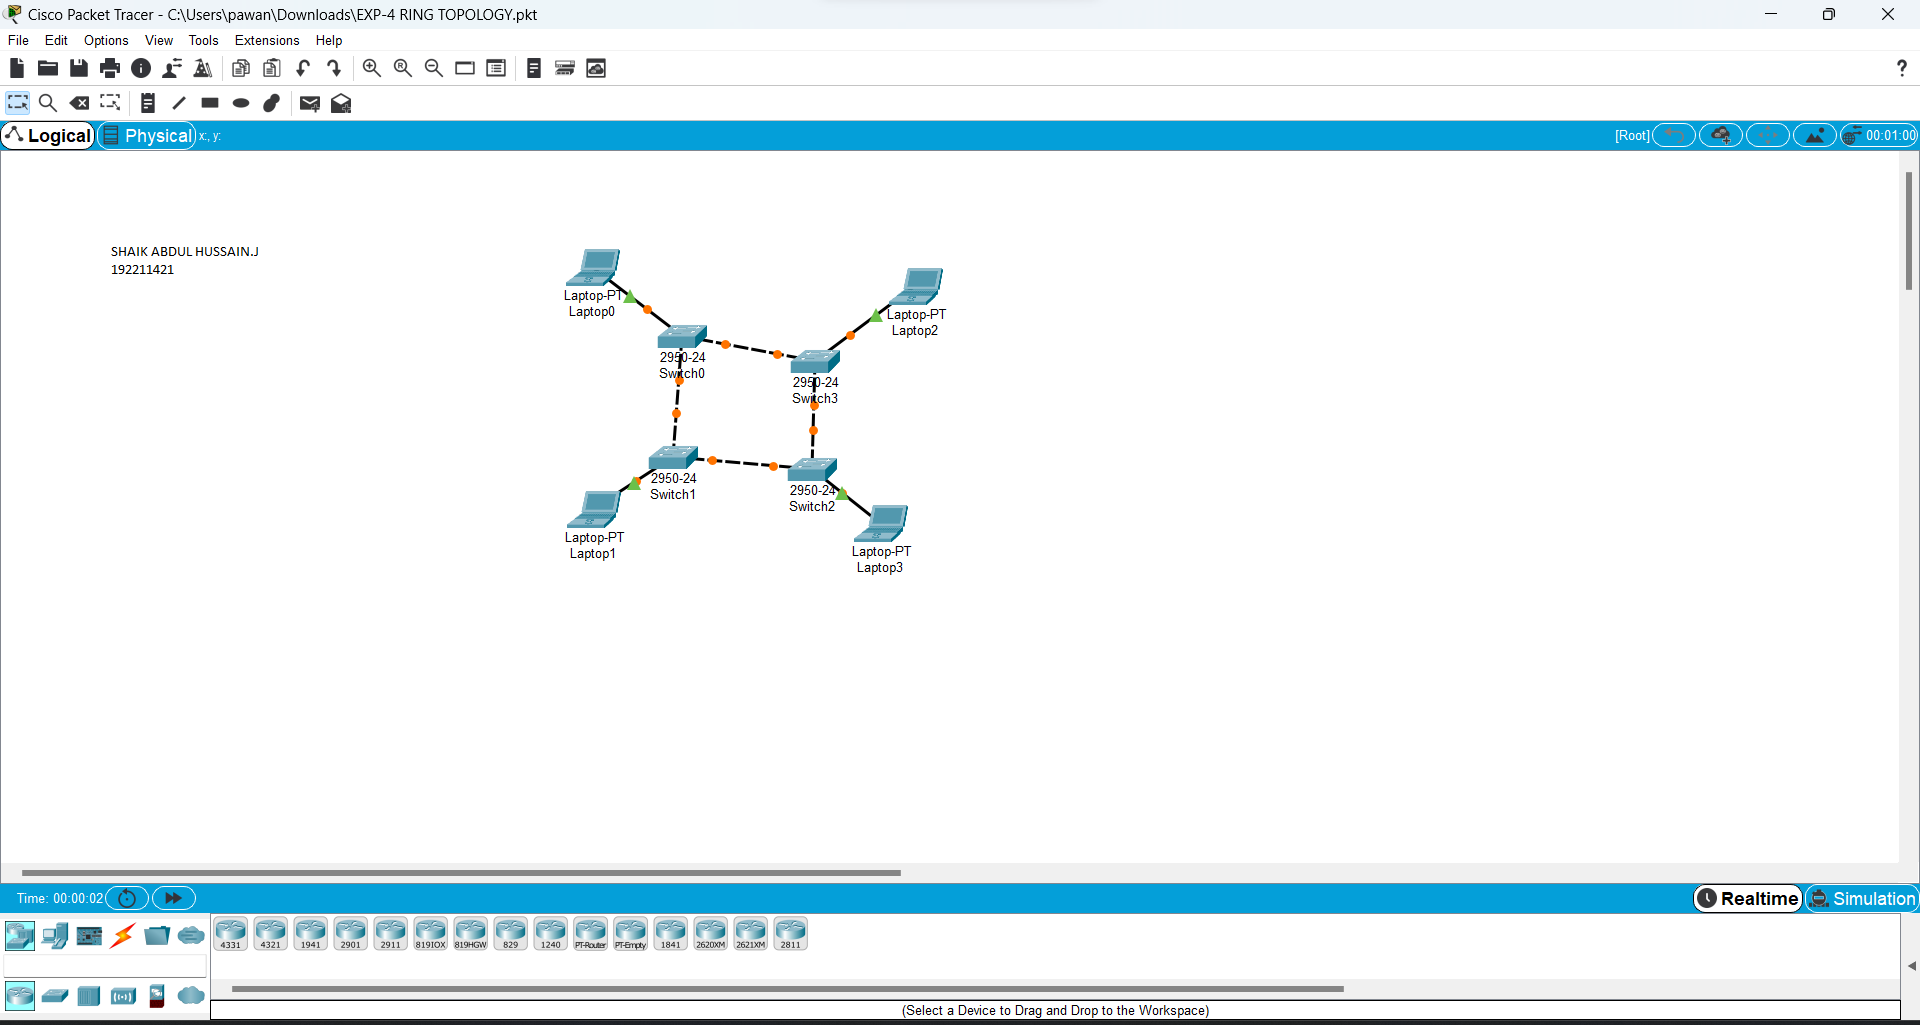 Cisco Packet Tracer - C:\Users\pawan\Downloads\EXP-4 RING TOPOLOGY.pkt
File Edit Options View Tools Extensions Help
?
Logical Physical x:, y: [Root] 00:01:00
SHAIK ABDUL HUSSAIN.J
192211421
Laptop-PT
Laptop0
Laptop-PT
Laptop2
2950-24
Switch0
2950-24
Switch3
2950-24
Switch1
2950-24
Switch2
Laptop-PT
Laptop1
Laptop-PT
Laptop3
Time: 00:00:02 Realtime Simulation
4331 4321 1941 2901 2911 819IOX 819HGW 829 1240 PT-Router PT-Empty 1841 2620XM 2621XM 2811
(Select a Device to Drag and Drop to the Workspace)